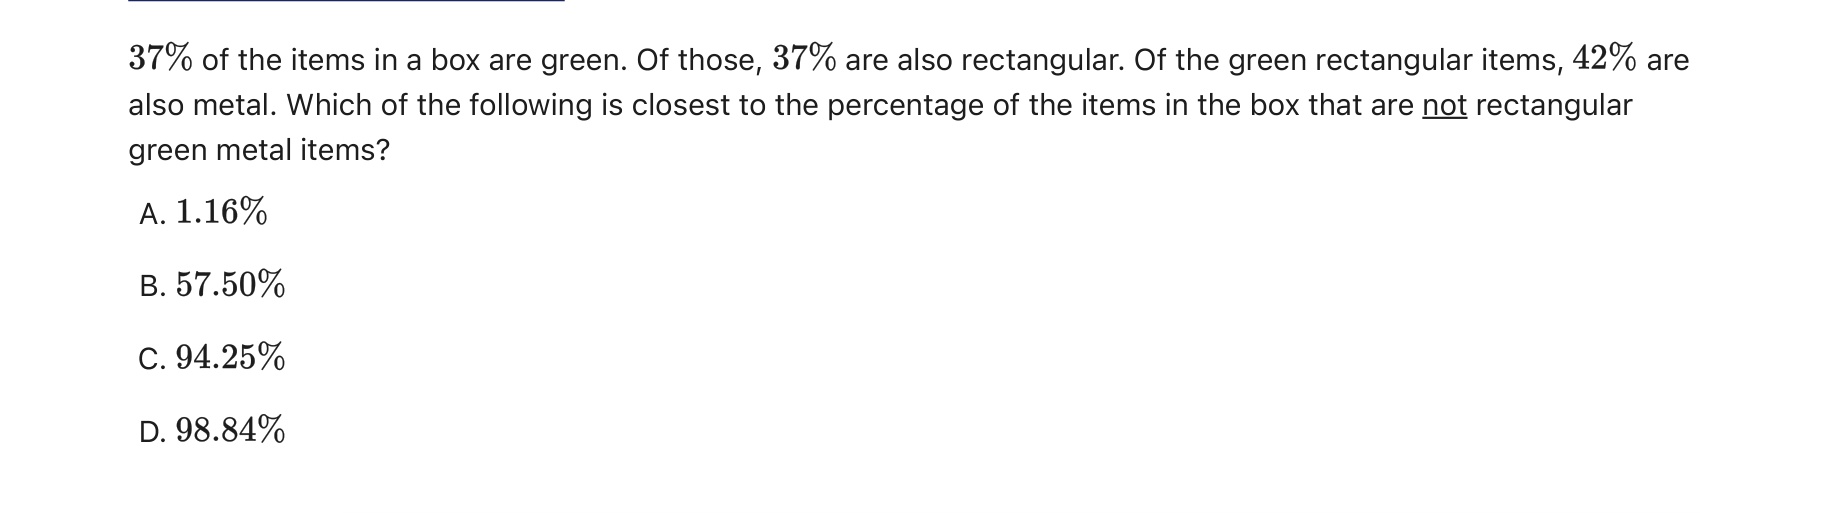 37% of the items in a box are green. Of those, 37% are also rectangular. Of the green rectangular items, 42% are
also metal. Which of the following is closest to the percentage of the items in the box that are not rectangular
green metal items?
A. 1.16%
B. 57.50%
C. 94.25%
D. 98.84%